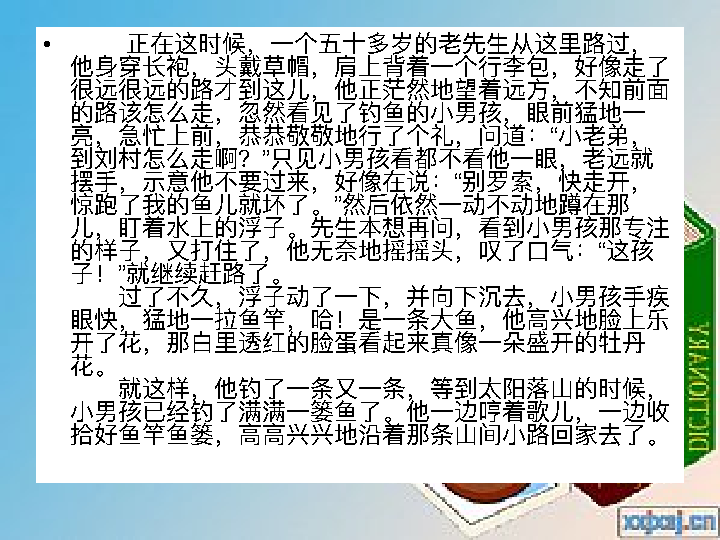 • 正在这时候，一个五十多岁的老先生从这里路过，
他身穿长袍，头戴草帽，肩上背着一个行李包，好像走了
很远很远的路才到这儿，他正茫然地望着远方，不知前面
的路该怎么走，忽然看见了钓鱼的小男孩，眼前猛地一
亮，急忙上前，恭恭敬敬地行了个礼，问道：“小老弟，
到刘村怎么走啊？”只见小男孩看都不看他一眼，老远就
摆手，示意他不要过来，好像在说：“别罗索，快走开，
惊跑了我的鱼儿就坏了。”然后依然一动不动地蹲在那
儿，盯着水上的浮子。先生本想再问，看到小男孩那专注
的样子，又打住了，他无奈地摇摇头，叹了口气：“这孩
子！”就继续赶路了。
过了不久，浮子动了一下，并向下沉去，小男孩手疾
眼快，猛地一拉鱼竿，哈！是一条大鱼，他高兴地脸上乐
开了花，那白里透红的脸蛋看起来真像一朵盛开的牡丹
花。
就这样，他钓了一条又一条，等到太阳落山的时候，
小男孩已经钓了满满一篓鱼了。他一边哼着歌儿，一边收
拾好鱼竿鱼篓，高高兴兴地沿着那条山间小路回家去了。
DICTIONARY